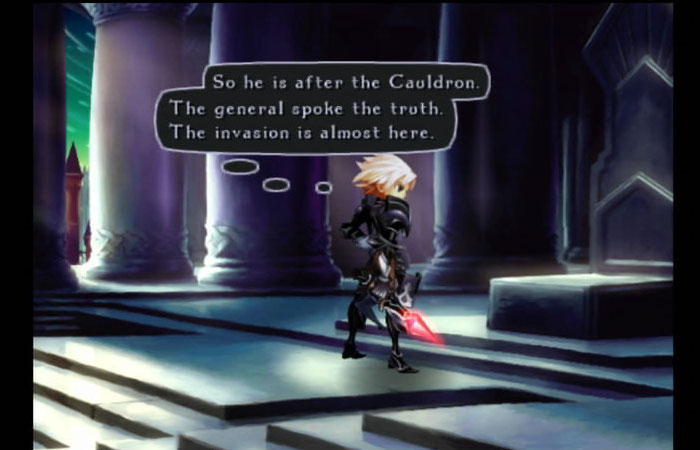 So he is after the Cauldron.
The general spoke the truth.
The invasion is almost here.